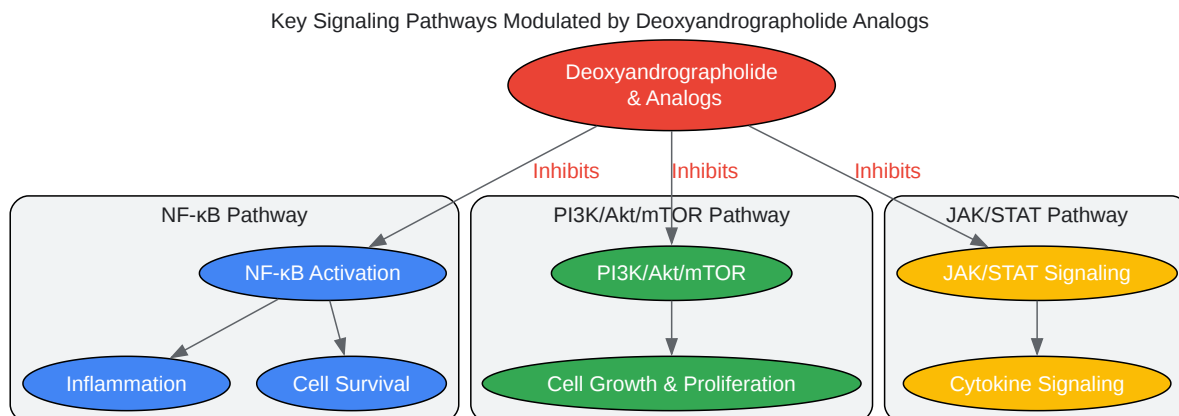 Key Signaling Pathways Modulated by Deoxyandrographolide Analogs
Deoxyandrographolide
& Analogs
Inhibits
Inhibits
Inhibits
NF-κB Pathway
PI3K/Akt/mTOR Pathway
JAK/STAT Pathway
NF-κB Activation
PI3K/Akt/mTOR
JAK/STAT Signaling
Inflammation
Cell Survival
Cell Growth & Proliferation
Cytokine Signaling